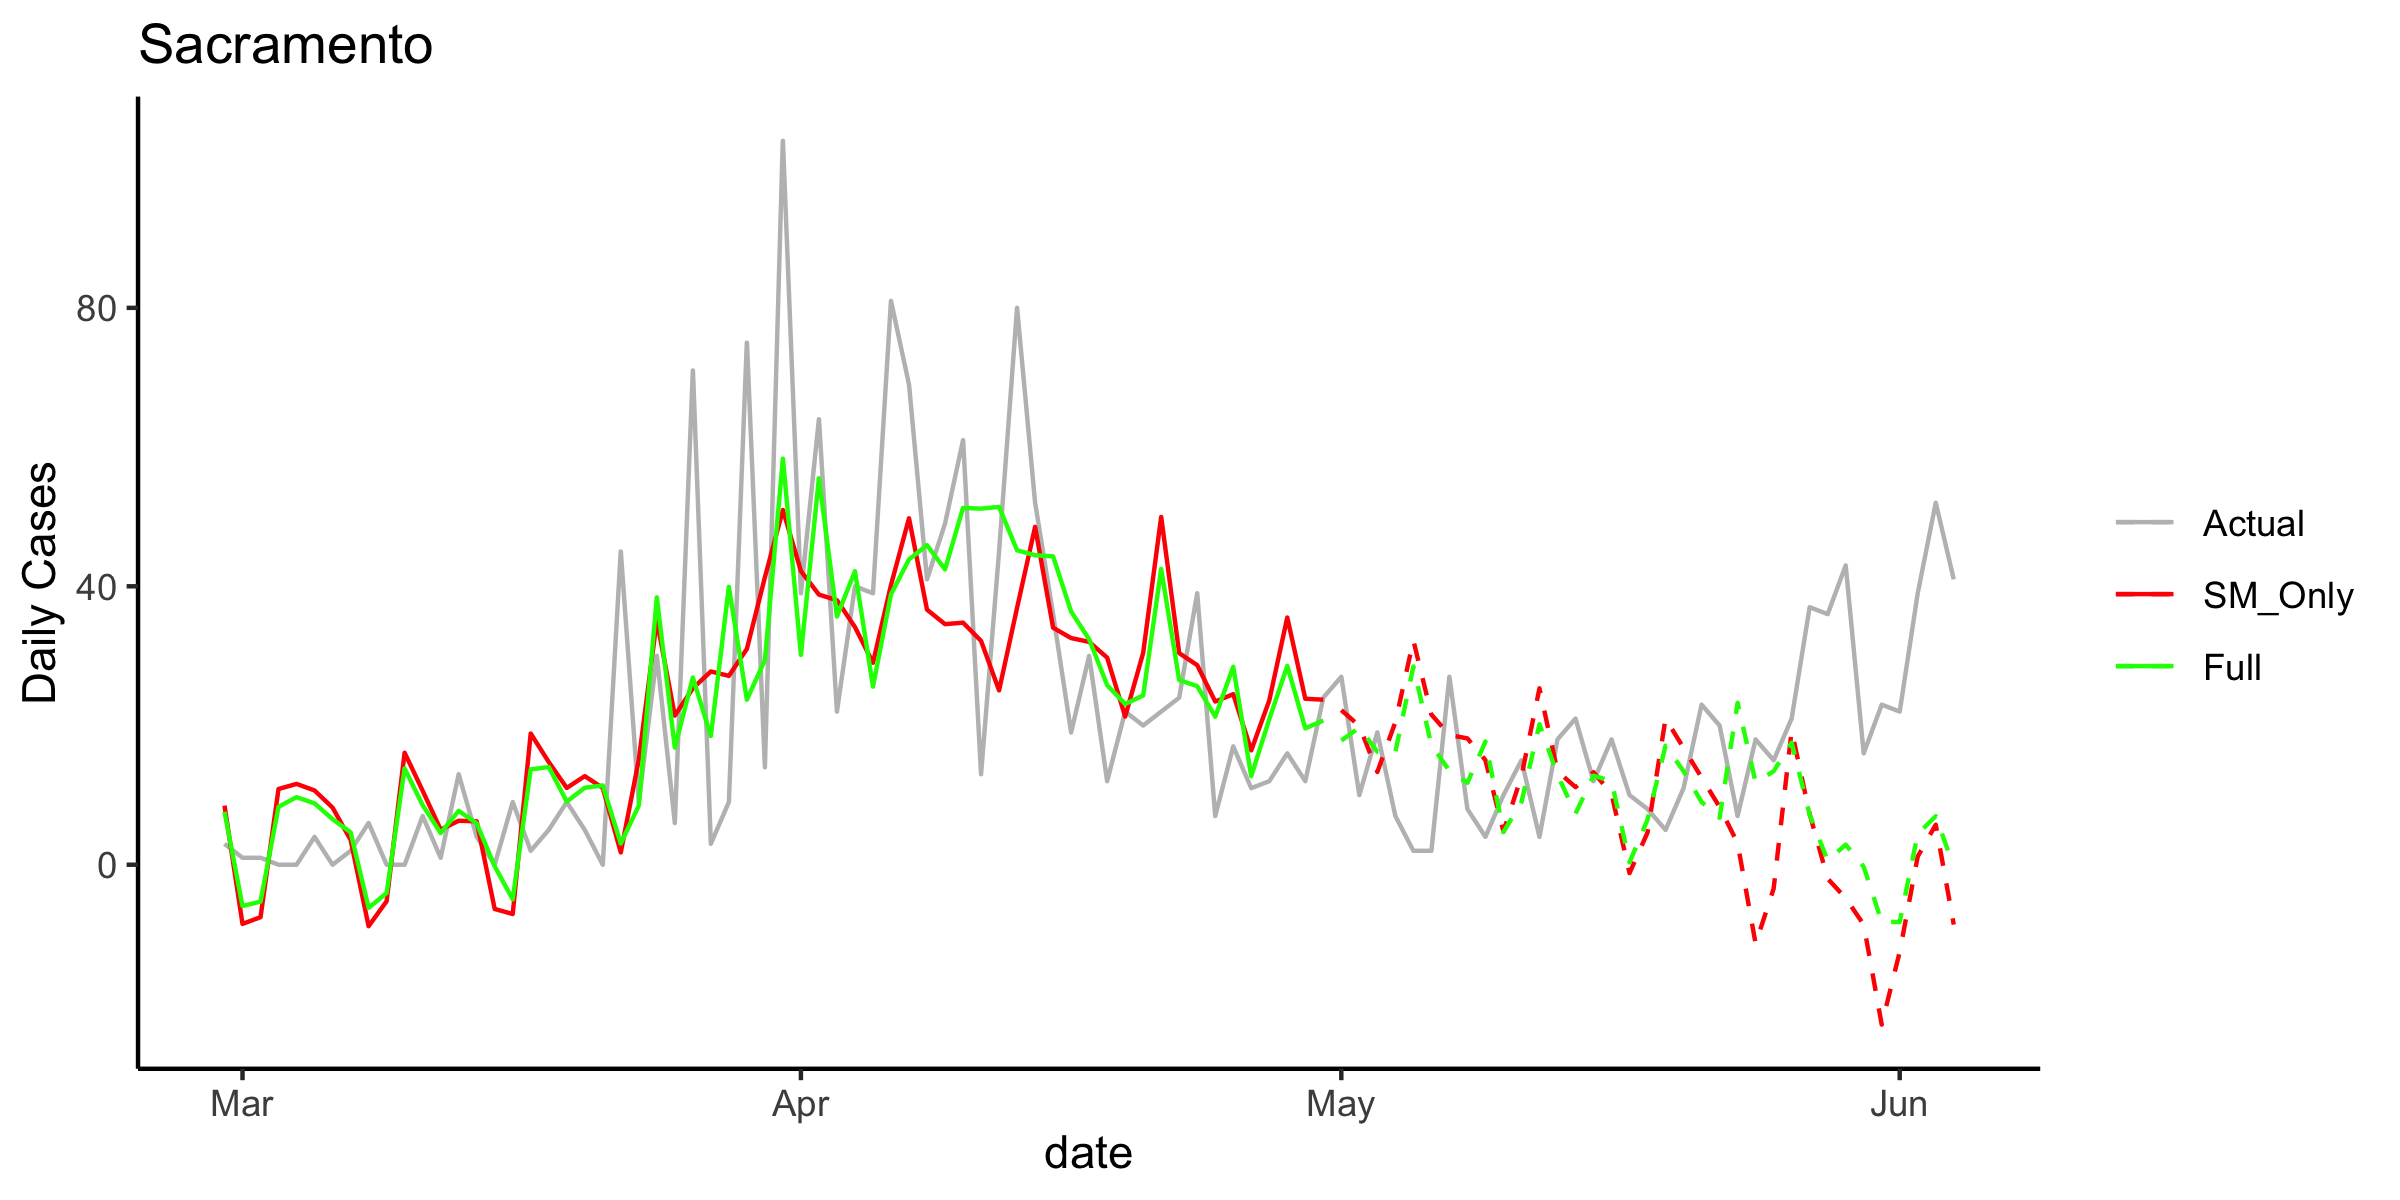 Sacramento
Daily Cases
80
40
0
Mar Apr May Jun
date
Actual
SM_Only
Full